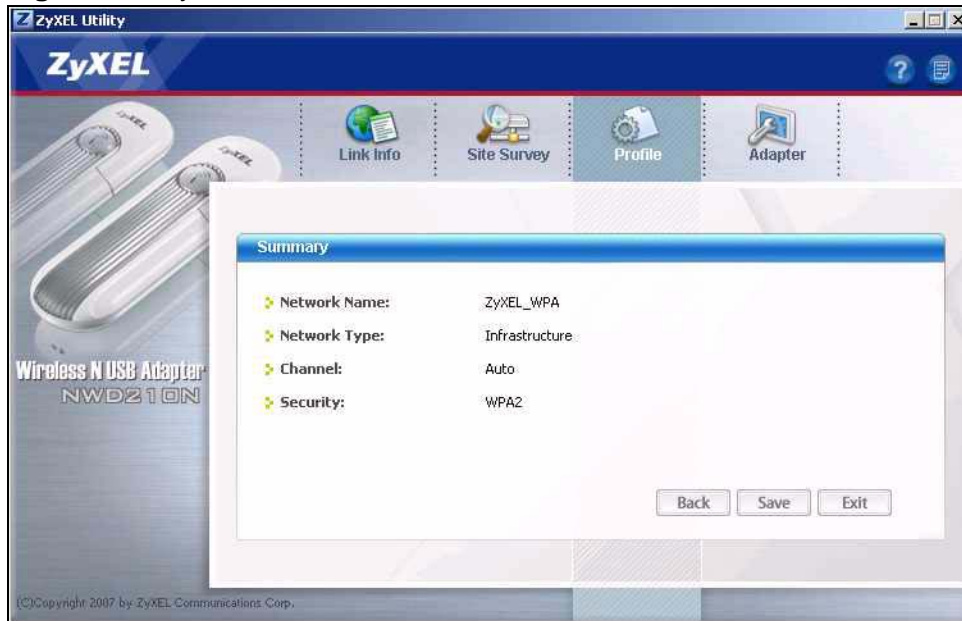 ZyXEL Utility
ZyXEL
Link Info
Site Survey
Profile
Adapter
Summary
Network Name: ZyXEL_WPA
Network Type: Infrastructure
Channel: Auto
Security: WPA2
Wireless N USB Adapter
NWD210N
Back Save Exit
(C)Copyright 2007 by ZyXEL Communications Corp.